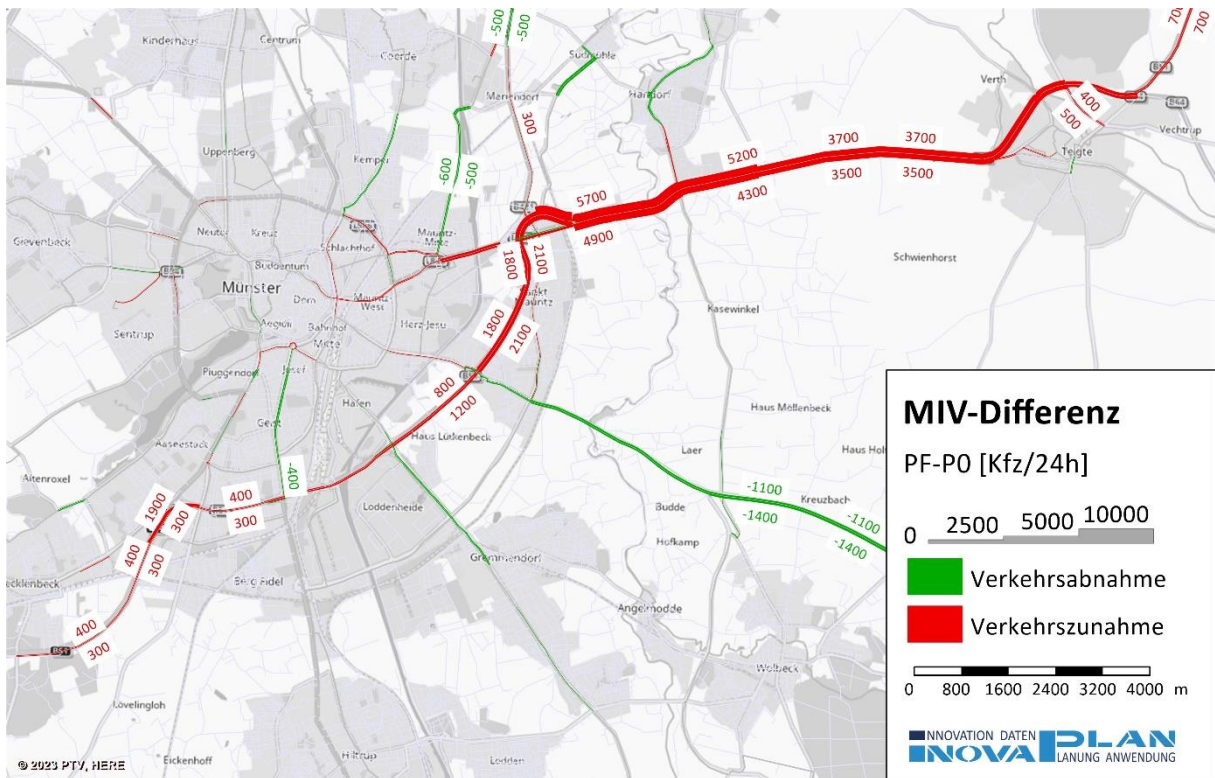 -500
-500
700
700
Kinderhaus
Centrum
Coerde
Sudmühle
Mariendorf
Handorf
Verth
B64
400
500
Vechtrup
Telgte
300
Uppenberg
Kemper
-600
-500
3700
3700
5200
3500
3500
4300
5700
4900
Gievenbeck
Neutor
Kreuz
Schlachthof
Mauritz-
Mitte
Buddenturm
Münster
Dom
Mauritz-
West
1800
2100
Sankt
Mauritz
Schwienhorst
Sentrup
Aegidii
Bahnhof
Mitte
Herz-Jesu
1800
2100
Kasewinkel
Pluggendorf
Josef
Hafen
800
1200
Geist
Aaseestadt
Haus Lütkenbeck
Haus Möllenbeck
Altenroxel
-400
Laer
1900
300
400
300
Loddenheide
-1100
-1400
Kreuzbach
-1100
-1400
Budde
Hofkamp
400
300
Gremmendorf
Berg Fidel
Angelmodde
400
300
Wolbeck
Lövelingloh
Hiltrup
Eickenhoff
Lodden
© 2023 PTV, HERE
MIV-Differenz
PF-P0 [Kfz/24h]
0 2500 5000 10000
Verkehrsabnahme
Verkehrszunahme
0 800 1600 2400 3200 4000 m
INNOVATION DATEN
INOVAPLAN
PLANUNG ANWENDUNG